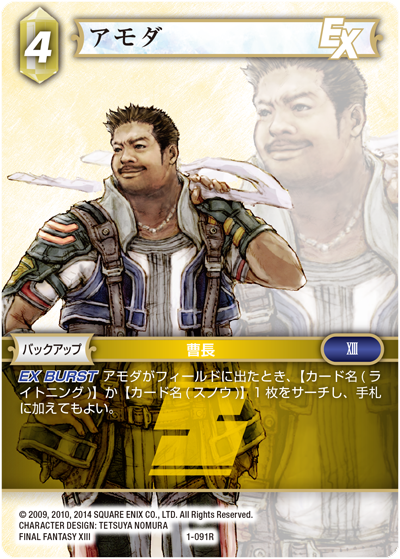 4
アモダ
EX
バックアップ
曹長
XIII
EX BURST アモダがフィールドに出たとき、【カード名(ラ
イトニング)】か【カード名(スノウ)】1枚をサーチし、手札
に加えてもよい。
© 2009, 2010, 2014 SQUARE ENIX CO., LTD. All Rights Reserved.
CHARACTER DESIGN: TETSUYA NOMURA
FINAL FANTASY XIII
1-091R